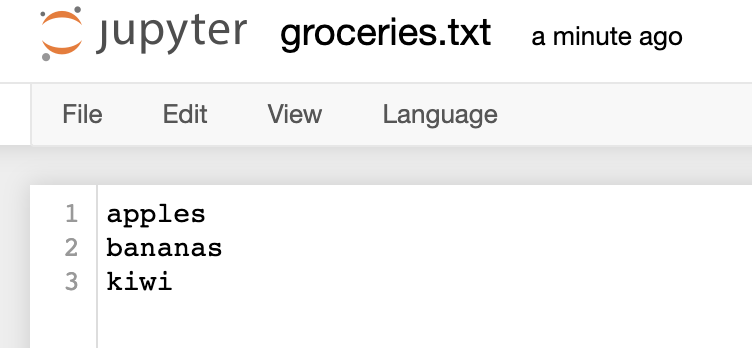 jupyter groceries.txt a minute ago
File Edit View Language
1 apples
2 bananas
3 kiwi